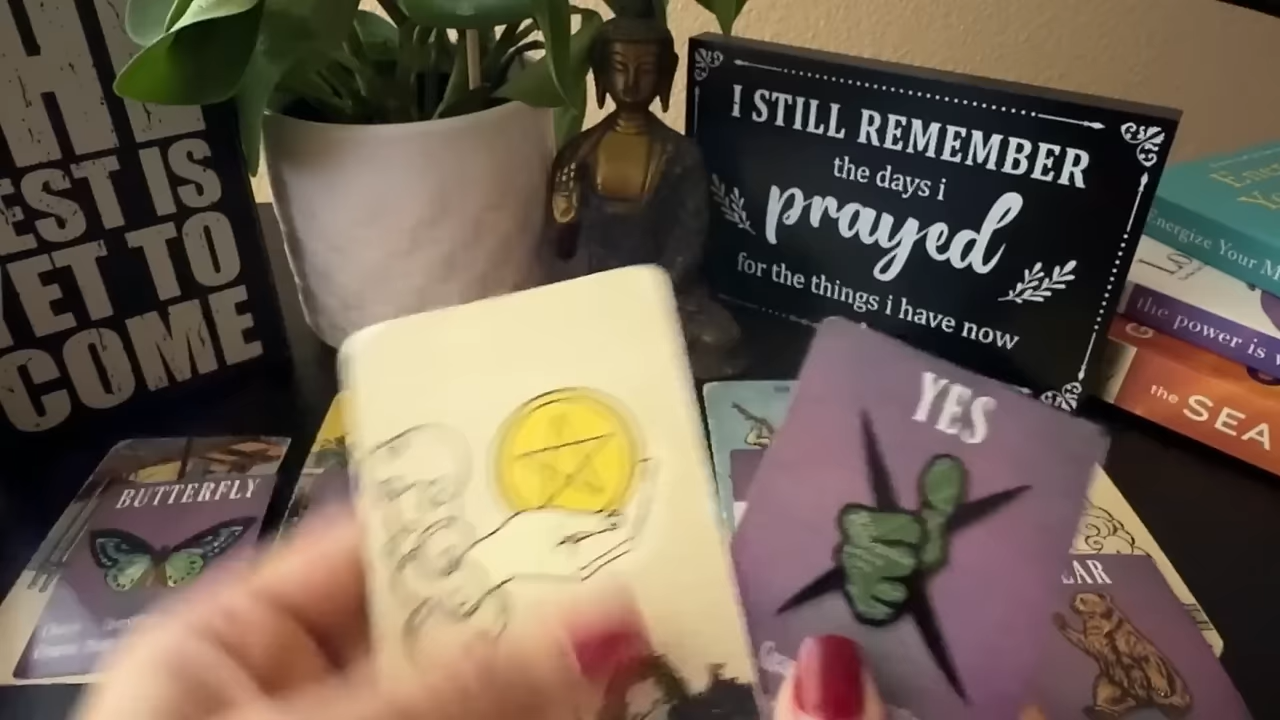 EST IS
YET TO
COME
I STILL REMEMBER
the days i
prayed
for the things i have now
Energize Your M
the power is
the SEA
BUTTERFLY
YES
EAR